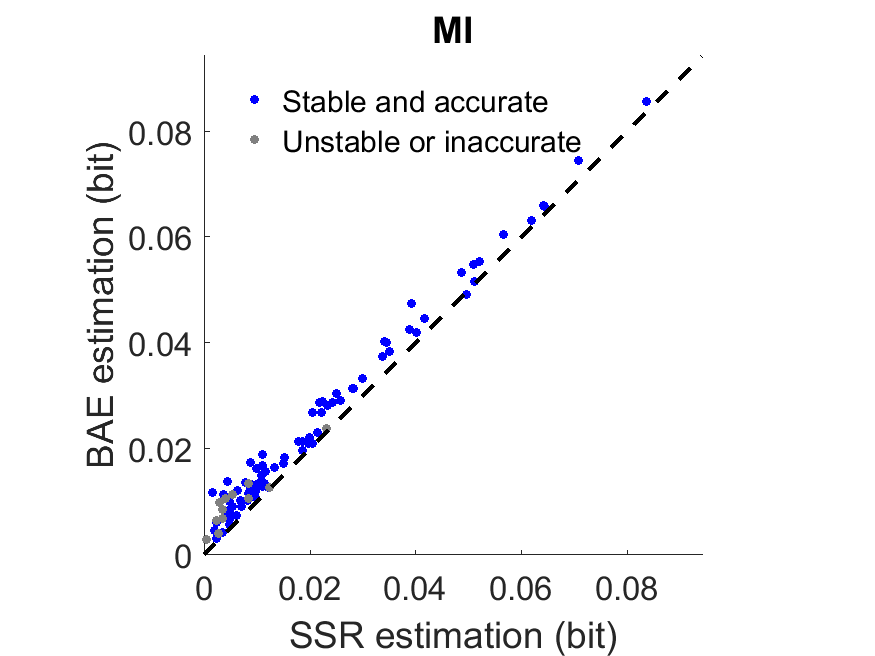 MI
Stable and accurate
Unstable or inaccurate
BAE estimation (bit)
0.08
0.06
0.04
0.02
0
0 0.02 0.04 0.06 0.08
SSR estimation (bit)